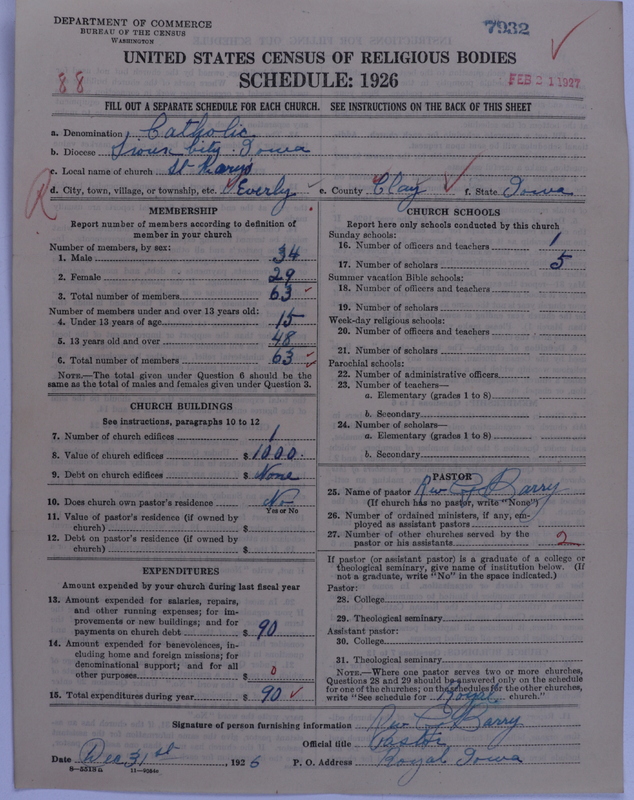 DEPARTMENT OF COMMERCE
BUREAU OF THE CENSUS
WASHINGTON
7932
UNITED STATES CENSUS OF RELIGIOUS BODIES
SCHEDULE: 1926
88
FEB 21 1927
FILL OUT A SEPARATE SCHEDULE FOR EACH CHURCH. SEE INSTRUCTIONS ON THE BACK OF THIS SHEET
a. Denomination Catholic
b. Diocese Sioux City - Iowa
c. Local name of church St Marys
d. City, town, village, or township, etc. Everly e. County Clay f. State Iowa
R
MEMBERSHIP
Report number of members according to definition of
member in your church
Number of members, by sex:
1. Male 34
2. Female 29
3. Total number of members 63
Number of members under and over 13 years old:
4. Under 13 years of age 15
5. 13 years old and over 48
6. Total number of members 63
NOTE.—The total given under Question 6 should be the
same as the total of males and females given under Question 3.
CHURCH BUILDINGS
See instructions, paragraphs 10 to 12
7. Number of church edifices 1
8. Value of church edifices $ 1000.
9. Debt on church edifices $ None
10. Does church own pastor's residence No
Yes or No
11. Value of pastor's residence (if owned by
church) $
12. Debt on pastor's residence (if owned by
church) $
EXPENDITURES
Amount expended by your church during last fiscal year
13. Amount expended for salaries, repairs,
and other running expenses; for im-
provements or new buildings; and for
payments on church debt $ 90
14. Amount expended for benevolences, in-
cluding home and foreign missions; for
denominational support; and for all
other purposes $ 0
15. Total expenditures during year $ 90
CHURCH SCHOOLS
Report here only schools conducted by this church
Sunday schools:
16. Number of officers and teachers 1
17. Number of scholars 5
Summer vacation Bible schools:
18. Number of officers and teachers
19. Number of scholars
Week-day religious schools:
20. Number of officers and teachers
21. Number of scholars
Parochial schools:
22. Number of administrative officers
23. Number of teachers—
a. Elementary (grades 1 to 8)
b. Secondary
24. Number of scholars—
a. Elementary (grades 1 to 8)
b. Secondary
PASTOR
25. Name of pastor Rev Barry
(If church has no pastor, write "None")
26. Number of ordained ministers, if any, em-
ployed as assistant pastors
27. Number of other churches served by the
pastor or his assistants 2
If pastor (or assistant pastor) is a graduate of a college or
theological seminary, give name of institution below. (If
not a graduate, write "No" in the space indicated.)
Pastor:
28. College
29. Theological seminary
Assistant pastor:
30. College
31. Theological seminary
NOTE.—Where one pastor serves two or more churches,
Questions 28 and 29 should be answered only on the schedule
for one of the churches; on the schedules for the other churches,
write "See schedule for Royal church."
Signature of person furnishing information Rev Barry
Official title Pastor
Date Dec 31st, 1926 P. O. Address Royal Iowa
8—5518 a 11—9584a